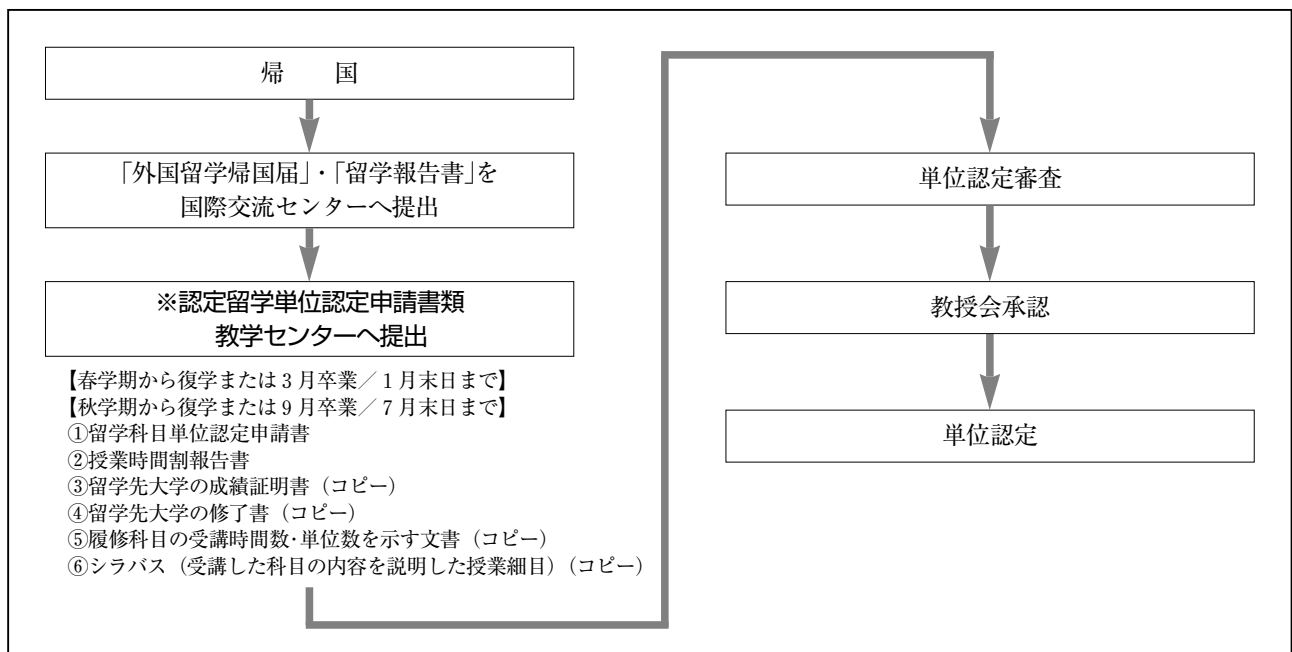 帰　　国
「外国留学帰国届」・「留学報告書」を
国際交流センターへ提出
※認定留学単位認定申請書類
教学センターへ提出
【春学期から復学または3月卒業／1月末日まで】
【秋学期から復学または9月卒業／7月末日まで】
①留学科目単位認定申請書
②授業時間割報告書
③留学先大学の成績証明書（コピー）
④留学先大学の修了書（コピー）
⑤履修科目の受講時間数・単位数を示す文書（コピー）
⑥シラバス（受講した科目の内容を説明した授業細目）（コピー）
単位認定審査
教授会承認
単位認定